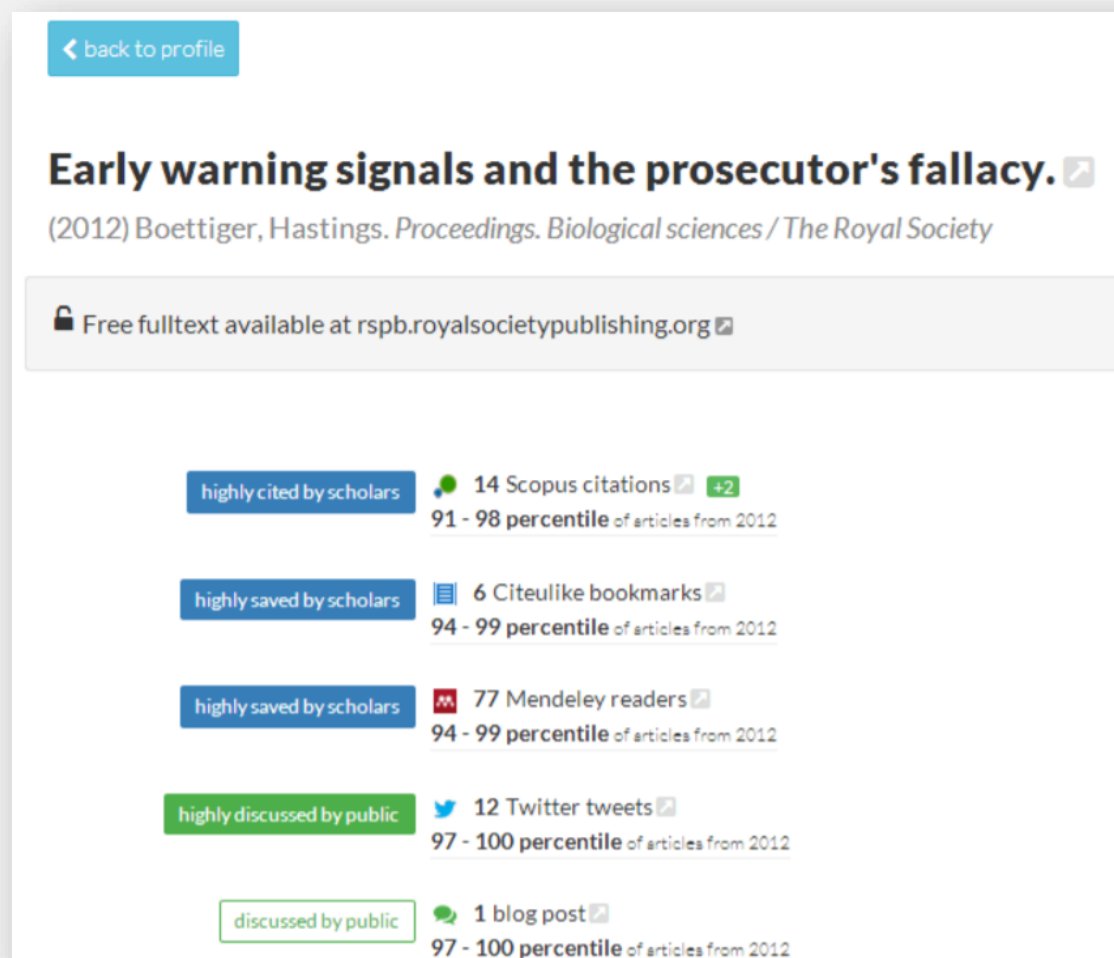 back to profile
Early warning signals and the prosecutor's fallacy.
(2012) Boettiger, Hastings. Proceedings. Biological sciences / The Royal Society
Free fulltext available at rspb.royalsocietypublishing.org
highly cited by scholars 14 Scopus citations +2
91 - 98 percentile of articles from 2012
highly saved by scholars 6 Citeulike bookmarks
94 - 99 percentile of articles from 2012
highly saved by scholars 77 Mendeley readers
94 - 99 percentile of articles from 2012
highly discussed by public 12 Twitter tweets
97 - 100 percentile of articles from 2012
discussed by public 1 blog post
97 - 100 percentile of articles from 2012